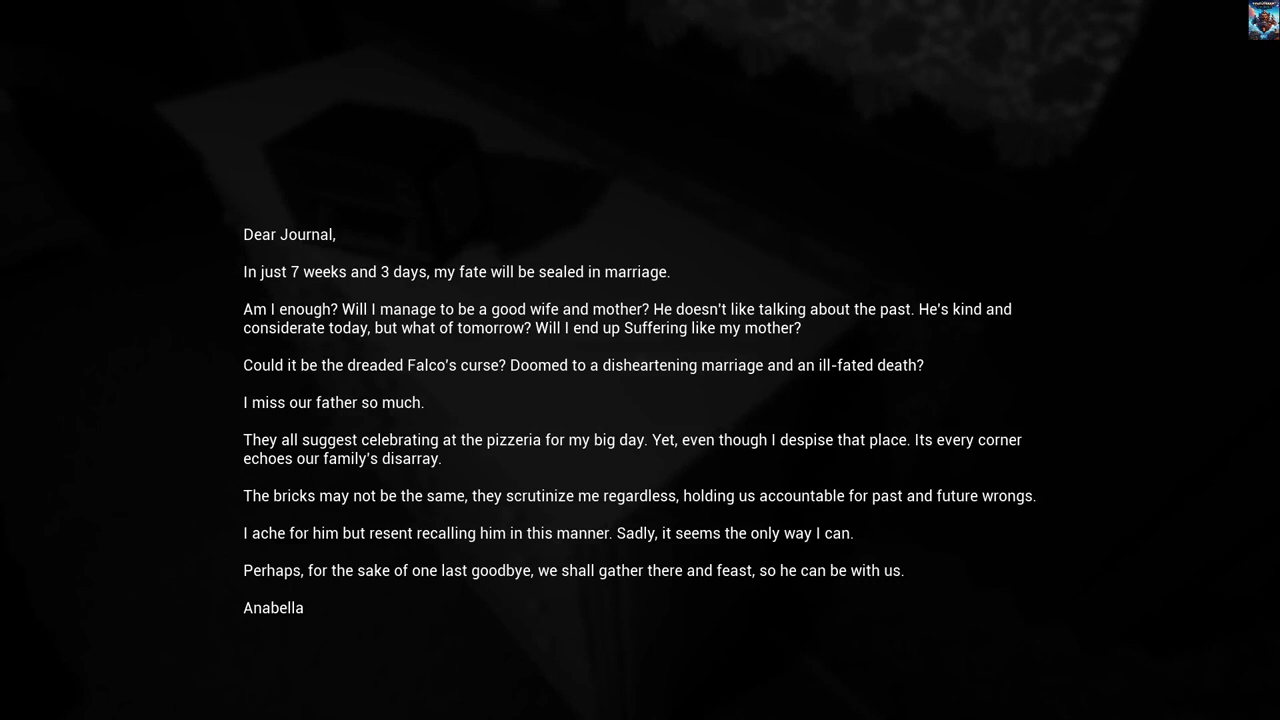 Dear Journal,
In just 7 weeks and 3 days, my fate will be sealed in marriage.
Am I enough? Will I manage to be a good wife and mother? He doesn't like talking about the past. He's kind and
considerate today, but what of tomorrow? Will I end up Suffering like my mother?
Could it be the dreaded Falco's curse? Doomed to a disheartening marriage and an ill-fated death?
I miss our father so much.
They all suggest celebrating at the pizzeria for my big day. Yet, even though I despise that place. Its every corner
echoes our family's disarray.
The bricks may not be the same, they scrutinize me regardless, holding us accountable for past and future wrongs.
I ache for him but resent recalling him in this manner. Sadly, it seems the only way I can.
Perhaps, for the sake of one last goodbye, we shall gather there and feast, so he can be with us.
Anabella